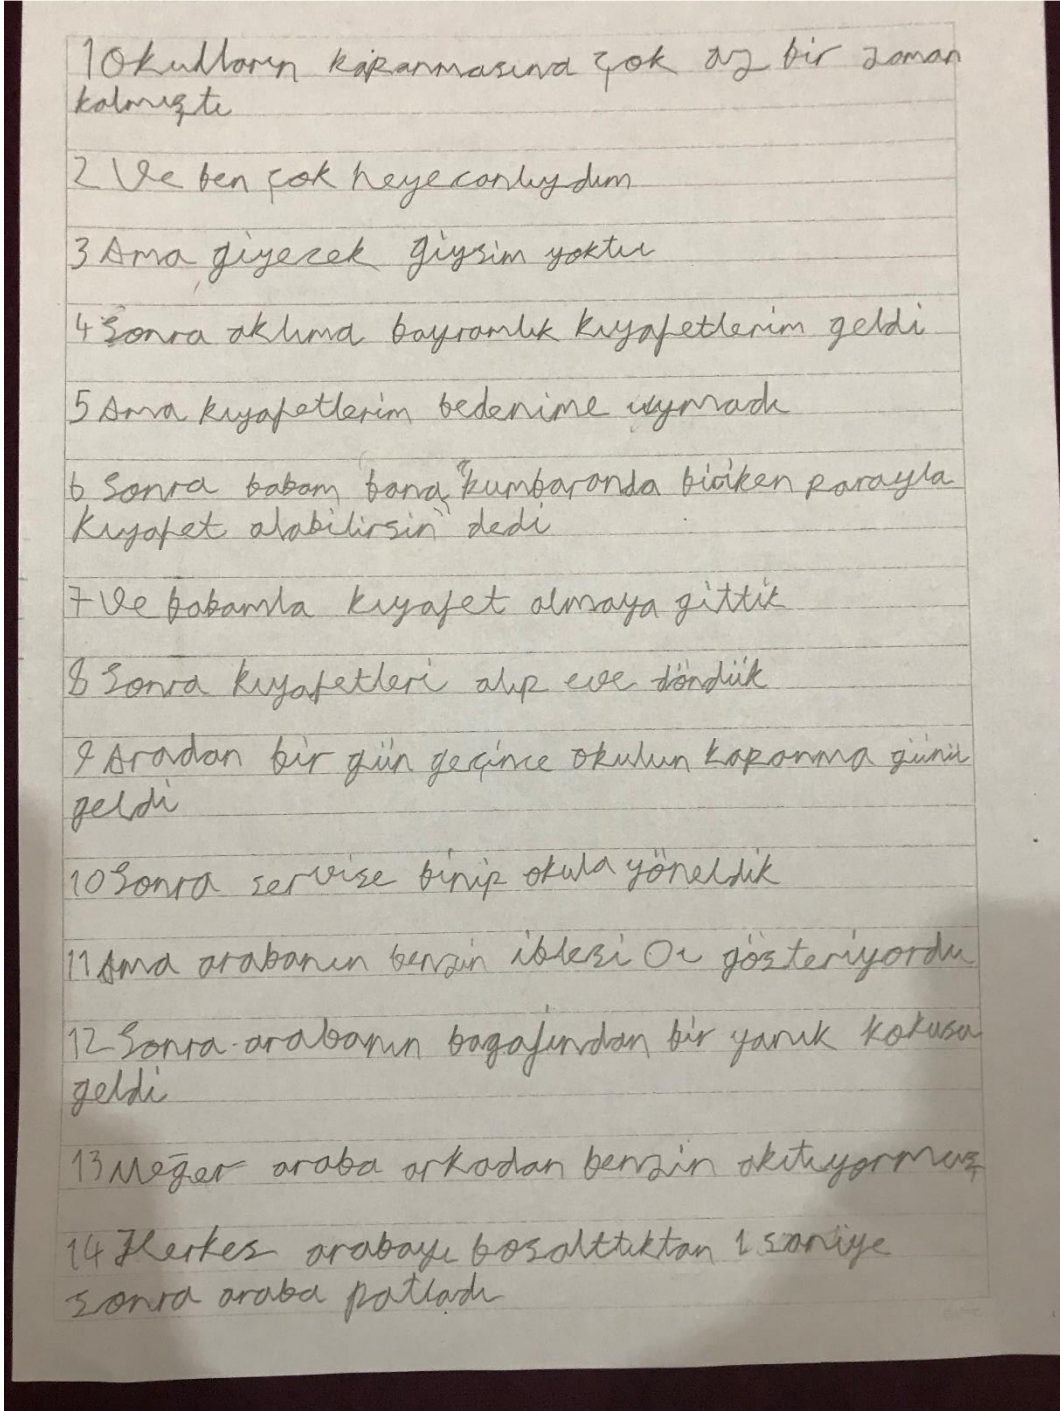 1 Okulların kapanmasına çok az bir zaman
kalmıştı
2 Ve ben çok heyecanlıydım
3 Ama giyecek giysim yoktu
4 Sonra aklıma bayramlık kıyafetlerim geldi
5 Ama kıyafetlerim bedenime uymadı
6 Sonra babam bana "kumbaranda biriken parayla
kıyafet alabilirsin" dedi
7 Ve babamla kıyafet almaya gittik
8 Sonra kıyafetleri alıp eve döndük
9 Aradan bir gün geçince okulun kapanma günü
geldi
10 Sonra servise binip okula yöneldik
11 Ama arabanın benzin iblesi 0ı gösteriyordu
12 Sonra arabanın bagajından bir yanık kokusu
geldi
13 Meğer araba arkadan benzin akıtıyormuş
14 Herkes arabayı bosalttıktan 1 saniye
sonra araba patladı